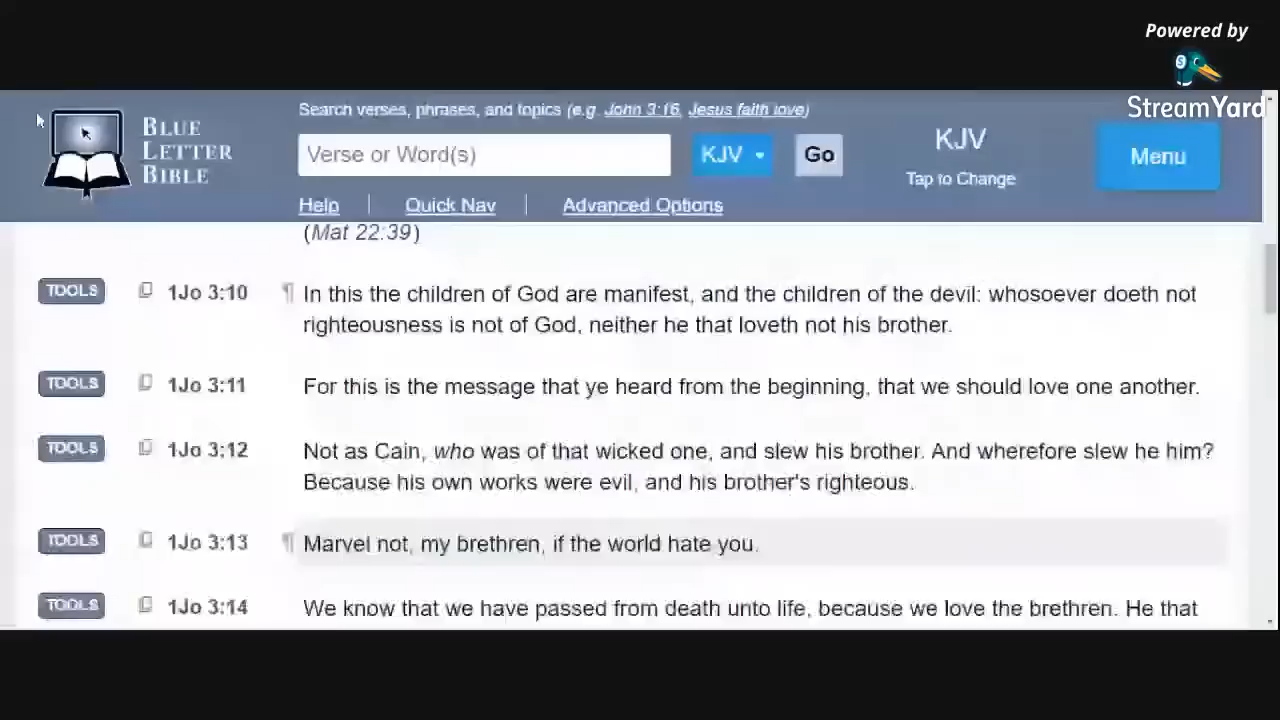 Powered by
StreamYard
Search verses, phrases, and topics (e.g. John 3:16, Jesus faith love)
BLUE
LETTER
BIBLE
Verse or Word(s)
KJV
Go
KJV
Tap to Change
Menu
Help
Quick Nav
Advanced Options
(Mat 22:39)
TOOLS 1Jo 3:10 ¶ In this the children of God are manifest, and the children of the devil: whosoever doeth not
righteousness is not of God, neither he that loveth not his brother.
TOOLS 1Jo 3:11 For this is the message that ye heard from the beginning, that we should love one another.
TOOLS 1Jo 3:12 Not as Cain, who was of that wicked one, and slew his brother. And wherefore slew he him?
Because his own works were evil, and his brother's righteous.
TOOLS 1Jo 3:13 ¶ Marvel not, my brethren, if the world hate you.
TOOLS 1Jo 3:14 We know that we have passed from death unto life, because we love the brethren. He that